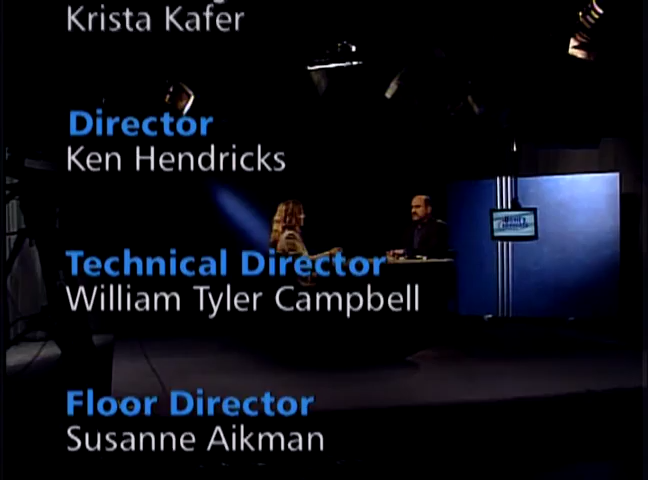 Krista Kafer
Director
Ken Hendricks
Technical Director
William Tyler Campbell
Floor Director
Susanne Aikman